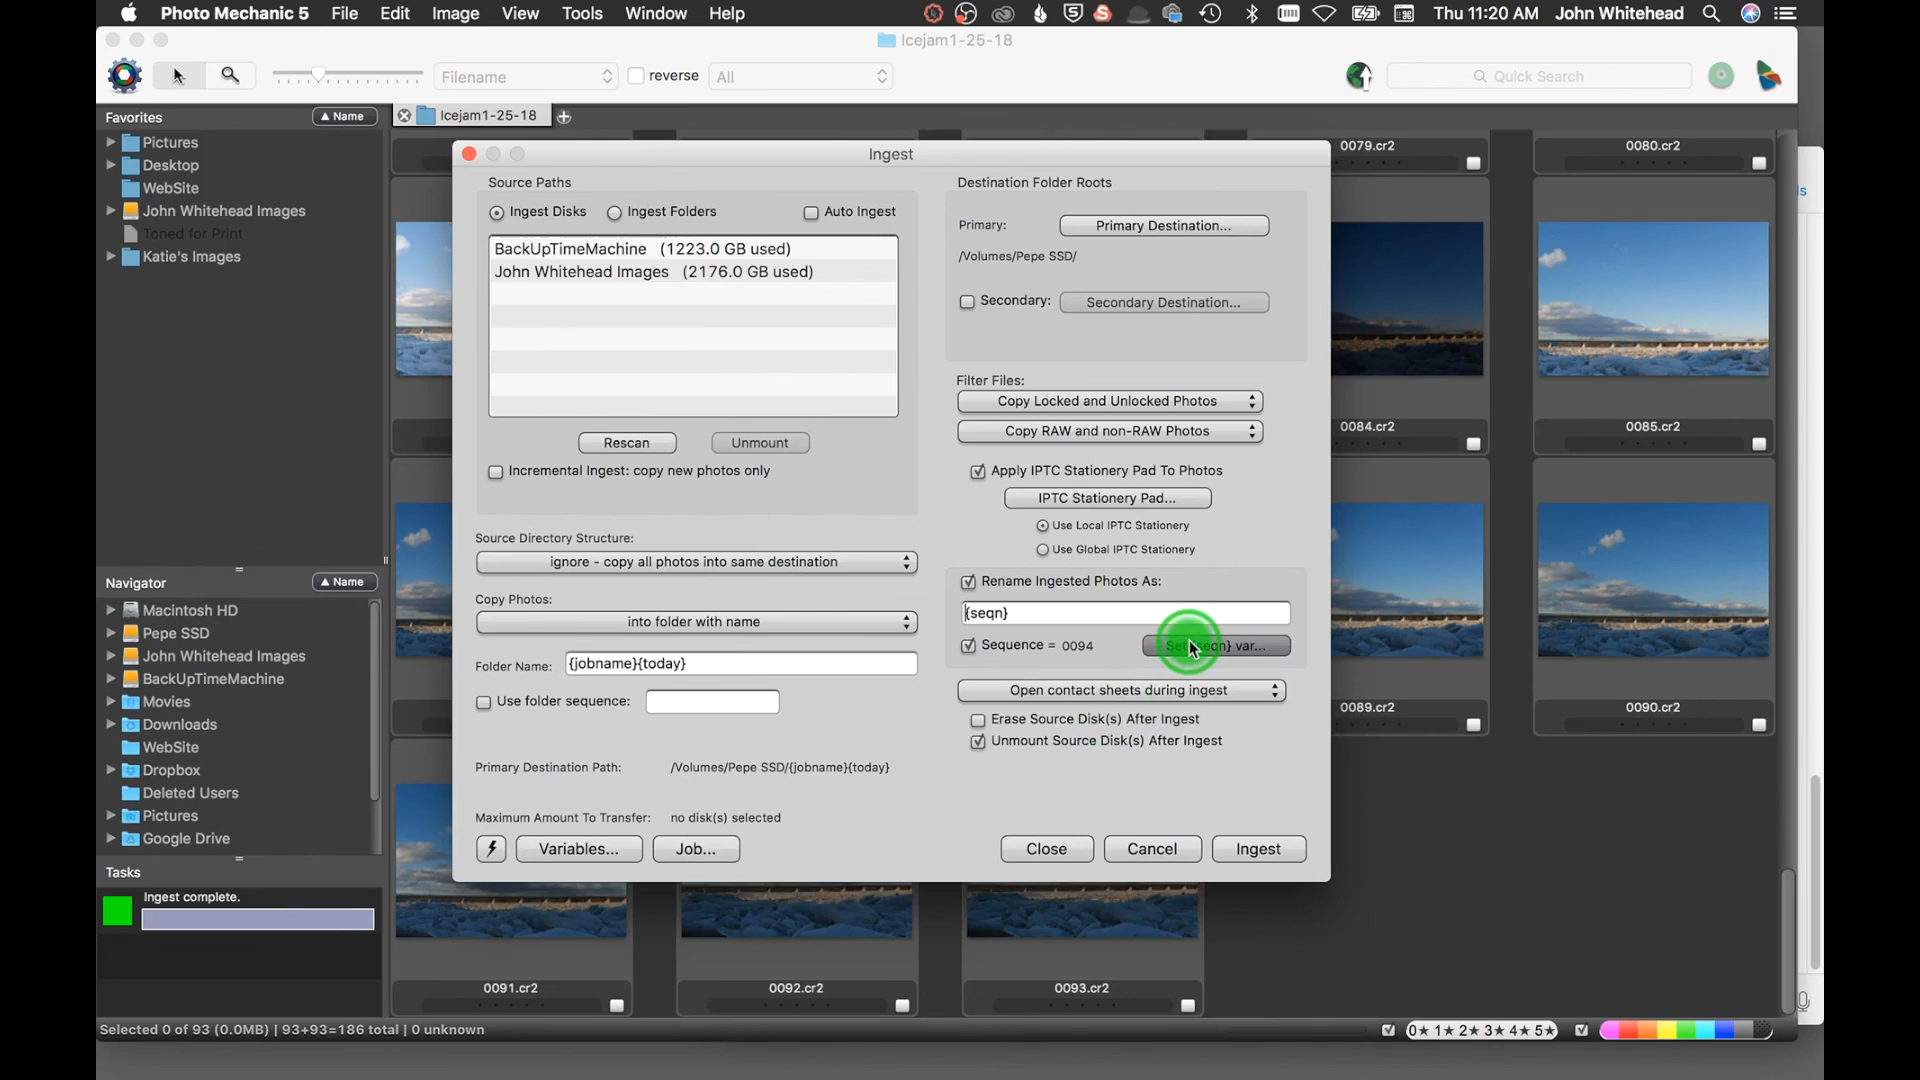 Photo Mechanic 5 File Edit Image View Tools Window Help Thu 11:20 AM John Whitehead
Icejam1-25-18
Filename reverse All Quick Search
Favorites ▲ Name
Icejam1-25-18
Pictures
Desktop
WebSite
John Whitehead Images
Toned for Print
Katie's Images
Navigator ▲ Name
Macintosh HD
Pepe SSD
John Whitehead Images
BackUpTimeMachine
Movies
Downloads
WebSite
Dropbox
Deleted Users
Pictures
Google Drive
Tasks
Ingest complete.
Ingest
Source Paths
Ingest Disks Ingest Folders Auto Ingest
BackUpTimeMachine (1223.0 GB used)
John Whitehead Images (2176.0 GB used)
Rescan Unmount
Incremental Ingest: copy new photos only
Source Directory Structure:
ignore - copy all photos into same destination
Copy Photos:
into folder with name
Folder Name: {jobname}{today}
Use folder sequence:
Primary Destination Path: /Volumes/Pepe SSD/{jobname}{today}
Maximum Amount To Transfer: no disk(s) selected
Variables... Job...
Destination Folder Roots
Primary: Primary Destination...
/Volumes/Pepe SSD/
Secondary: Secondary Destination...
Filter Files:
Copy Locked and Unlocked Photos
Copy RAW and non-RAW Photos
Apply IPTC Stationery Pad To Photos
IPTC Stationery Pad...
Use Local IPTC Stationery
Use Global IPTC Stationery
Rename Ingested Photos As:
{seqn}
Sequence = 0094 Set {seqn} var...
Open contact sheets during ingest
Erase Source Disk(s) After Ingest
Unmount Source Disk(s) After Ingest
Close Cancel Ingest
0079.cr2 0080.cr2
0084.cr2 0085.cr2
0089.cr2 0090.cr2
0091.cr2 0092.cr2 0093.cr2
Selected 0 of 93 (0.0MB) | 93+93=186 total | 0 unknown
0★ 1★ 2★ 3★ 4★ 5★